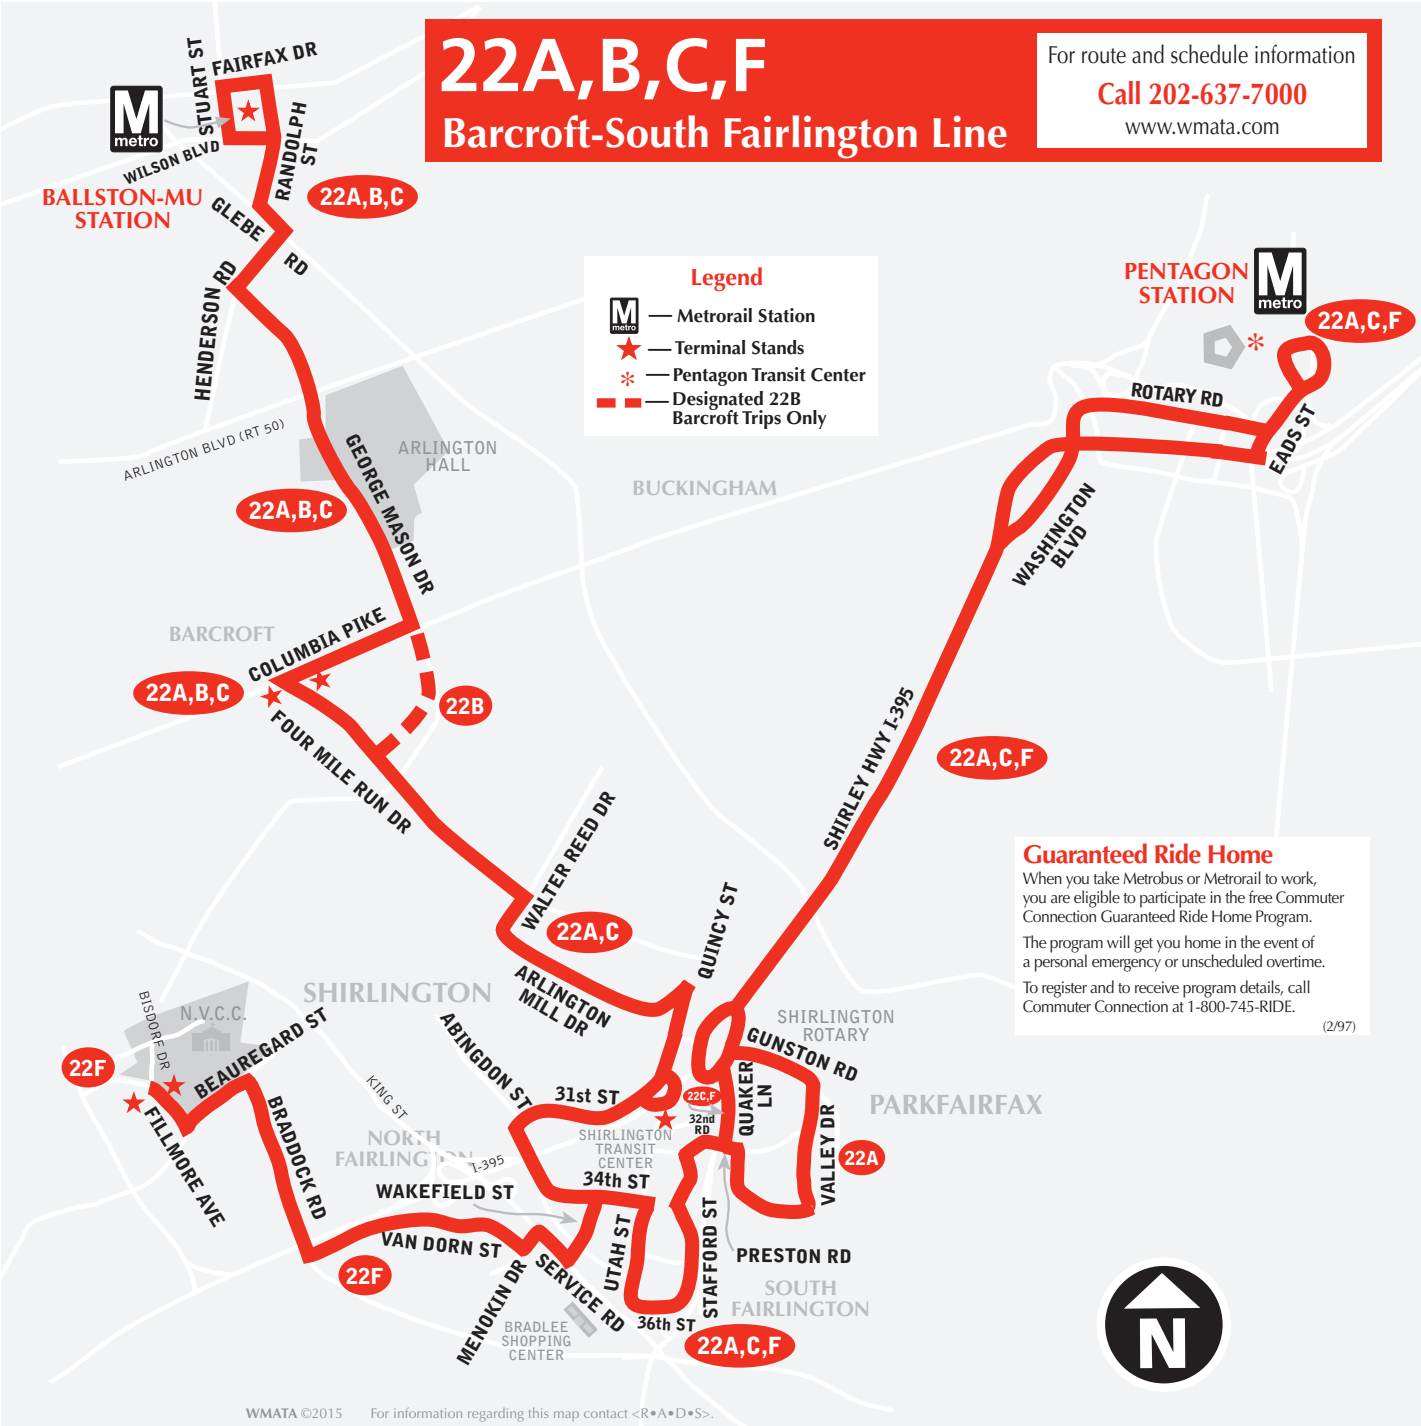 22A,B,C,F
Barcroft-South Fairlington Line
For route and schedule information
Call 202-637-7000
www.wmata.com
STUART ST
FAIRFAX DR
M
metro
WILSON BLVD
RANDOLPH
ST
BALLSTON-MU
STATION
22A,B,C
GLEBE
RD
HENDERSON RD
Legend
M
metro
Metrorail Station
Terminal Stands
Pentagon Transit Center
Designated 22B
Barcroft Trips Only
PENTAGON
STATION
M
metro
22A,C,F
ROTARY RD
EADS ST
ARLINGTON BLVD (RT 50)
ARLINGTON
HALL
GEORGE MASON DR
BUCKINGHAM
22A,B,C
WASHINGTON
BLVD
BARCROFT
COLUMBIA PIKE
22A,B,C
22B
FOUR MILE RUN DR
SHIRLEY HWY I-395
22A,C,F
WALTER REED DR
22A,C
QUINCY ST
Guaranteed Ride Home
When you take Metrobus or Metrorail to work,
you are eligible to participate in the free Commuter
Connection Guaranteed Ride Home Program.
The program will get you home in the event of
a personal emergency or unscheduled overtime.
To register and to receive program details, call
Commuter Connection at 1-800-745-RIDE.
(2/97)
ARLINGTON
MILL DR
SHIRLINGTON
BISDORF DR
N.V.C.C.
BEAUREGARD ST
ABINGDON ST
SHIRLINGTON
ROTARY
GUNSTON RD
22F
KING ST
31st ST
22C,F
32nd
RD
QUAKER
LN
PARKFAIRFAX
FILLMORE AVE
BRADDOCK RD
NORTH
FAIRLINGTON
I-395
SHIRLINGTON
TRANSIT
CENTER
VALLEY DR
22A
34th ST
WAKEFIELD ST
VAN DORN ST
UTAH ST
STAFFORD ST
PRESTON RD
22F
MENOKIN DR
SERVICE RD
SOUTH
FAIRLINGTON
BRADLEE
SHOPPING
CENTER
36th ST
22A,C,F
N
WMATA ©2015
For information regarding this map contact <R•A•D•S>.